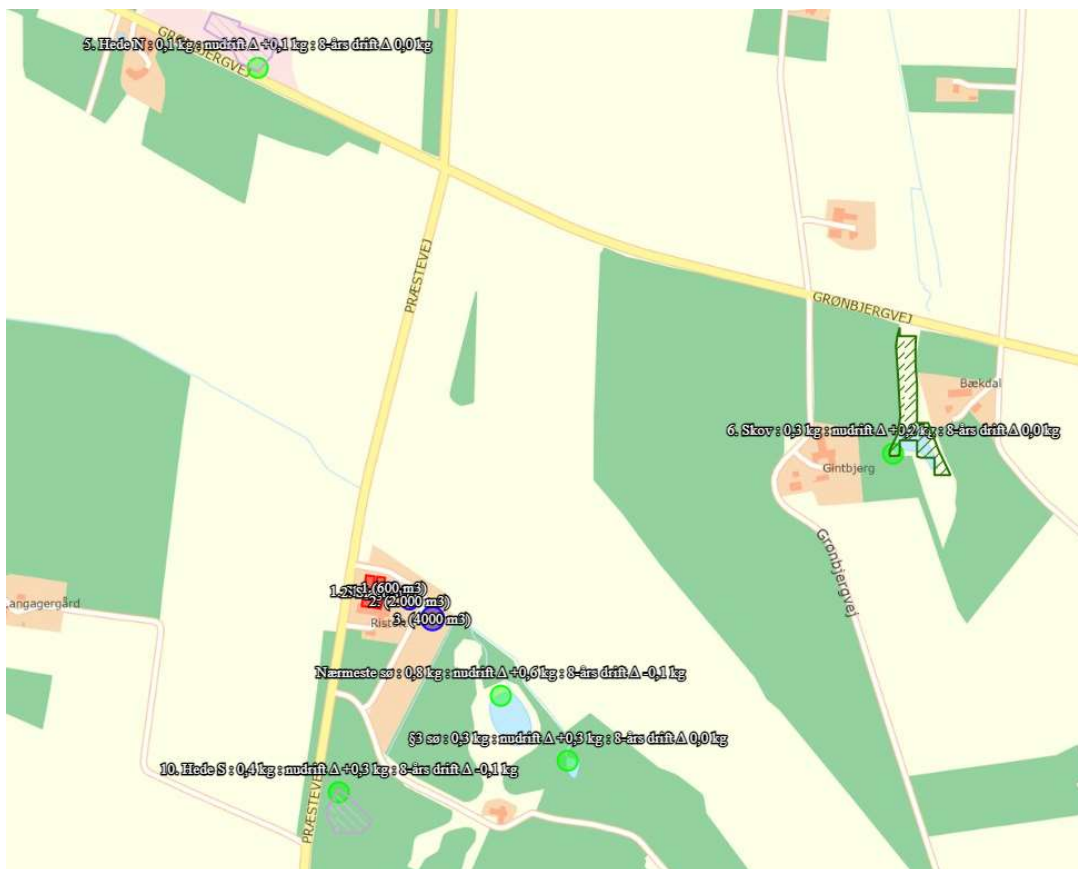 GRØNBJERGVEJ
5. Hede N : 0,1 kg : nudrift Δ +0,1 kg : 8-års drift Δ 0,0 kg
PRÆSTEVEJ
GRØNBJERGVEJ
Bækdal
6. Skov : 0,3 kg : nudrift Δ +0,2 kg : 8-års drift Δ 0,0 kg
Gintbjerg
Grønbjergvej
1. (600 m3)
2. (2.000 m3)
Langagergård
3. (4000 m3)
Nærmeste sø : 0,8 kg : nudrift Δ +0,6 kg : 8-års drift Δ -0,1 kg
§3 sø : 0,3 kg : nudrift Δ +0,3 kg : 8-års drift Δ 0,0 kg
10. Hede S : 0,4 kg : nudrift Δ +0,3 kg : 8-års drift Δ -0,1 kg
PRÆSTEVEJ